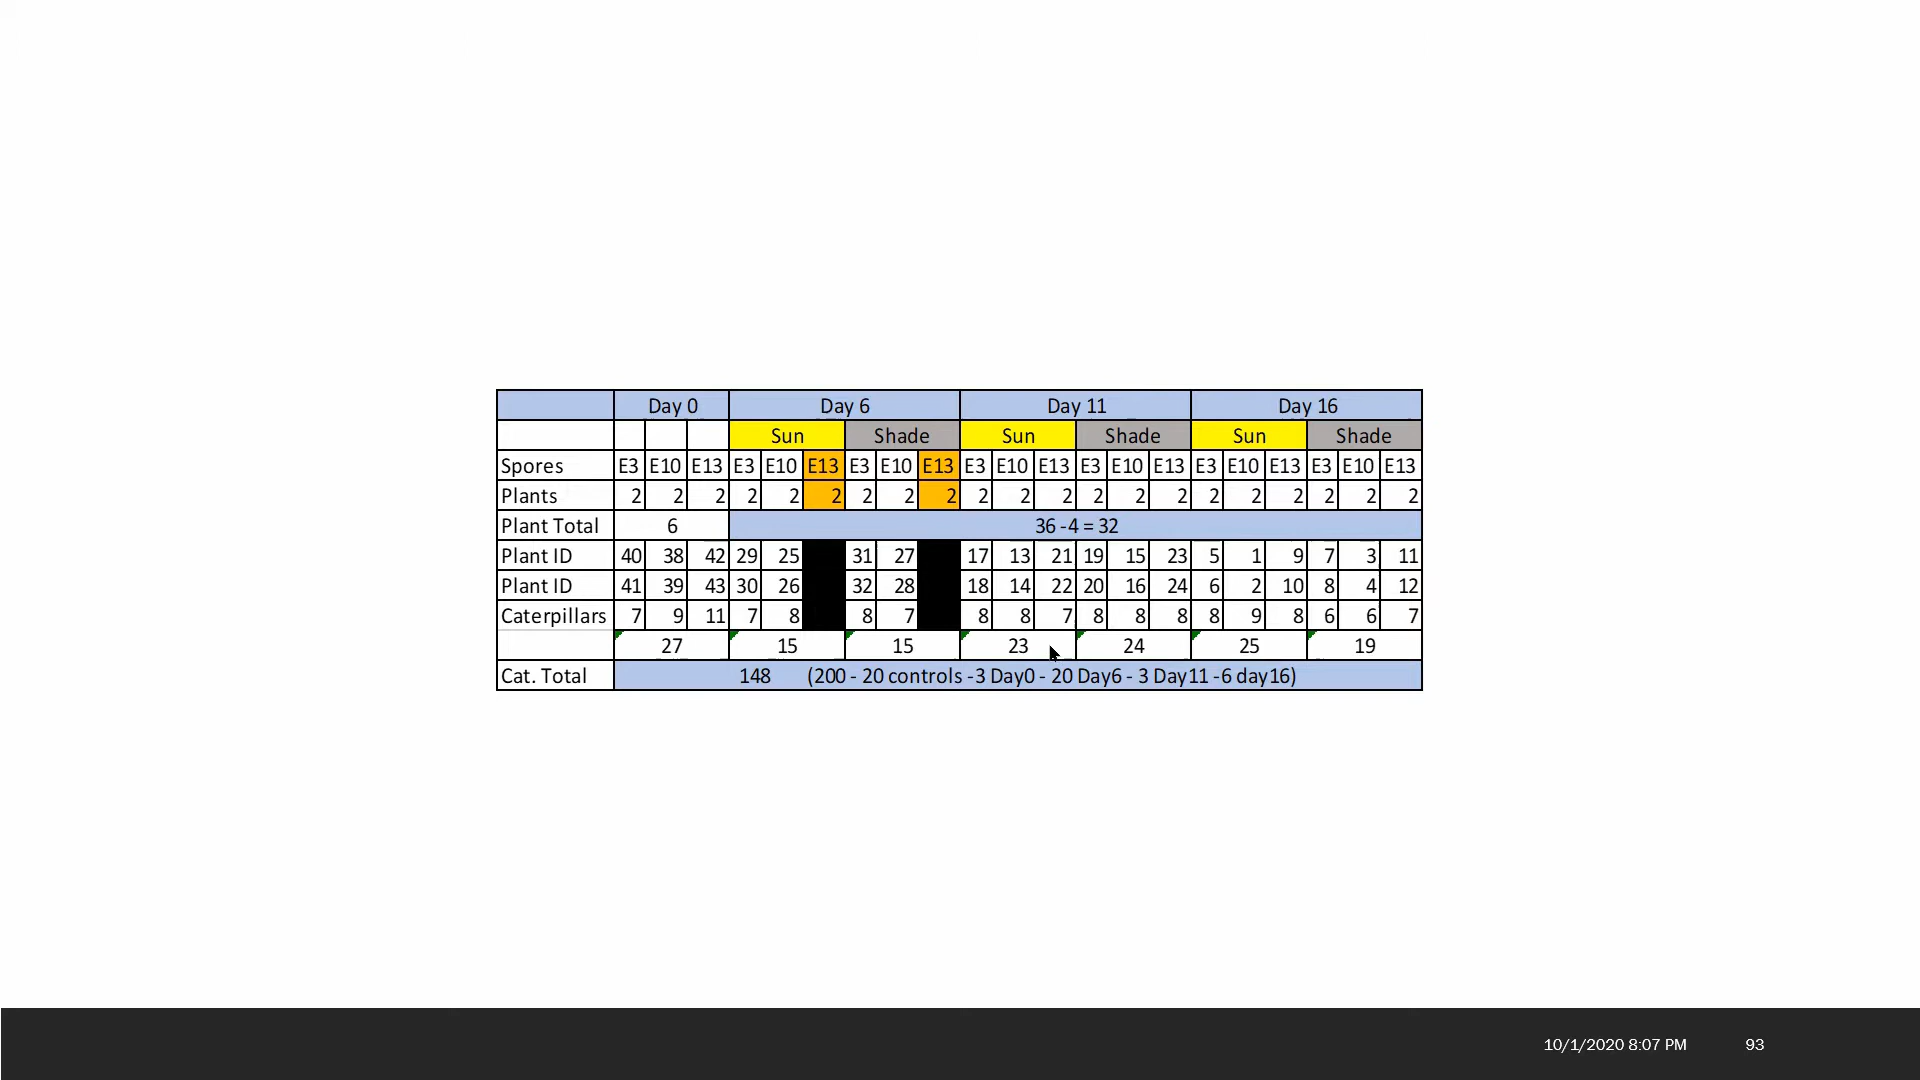 Day 0 Day 6 Day 11 Day 16
Sun Shade Sun Shade Sun Shade
Spores E3 E10 E13 E3 E10 E13 E3 E10 E13 E3 E10 E13 E3 E10 E13 E3 E10 E13 E3 E10 E13
Plants 2 2 2 2 2 2 2 2 2 2 2 2 2 2 2 2 2 2 2 2 2
Plant Total 6 36 -4 = 32
Plant ID 40 38 42 29 25 31 27 17 13 21 19 15 23 5 1 9 7 3 11
Plant ID 41 39 43 30 26 32 28 18 14 22 20 16 24 6 2 10 8 4 12
Caterpillars 7 9 11 7 8 8 7 8 8 7 8 8 8 8 9 8 6 6 7
27 15 15 23 24 25 19
Cat. Total 148 (200 - 20 controls -3 Day0 - 20 Day6 - 3 Day11 -6 day16)
10/1/2020 8:07 PM 93